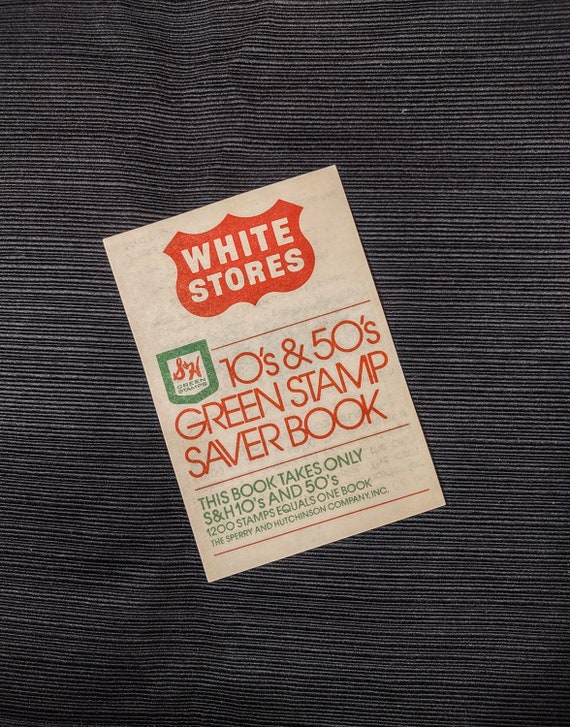 WHITE
STORES
S&H
GREEN
STAMPS
10's & 50's
GREEN STAMP
SAVER BOOK
THIS BOOK TAKES ONLY
S&H 10's AND 50's
1200 STAMPS EQUALS ONE BOOK
THE SPERRY AND HUTCHINSON COMPANY, INC.